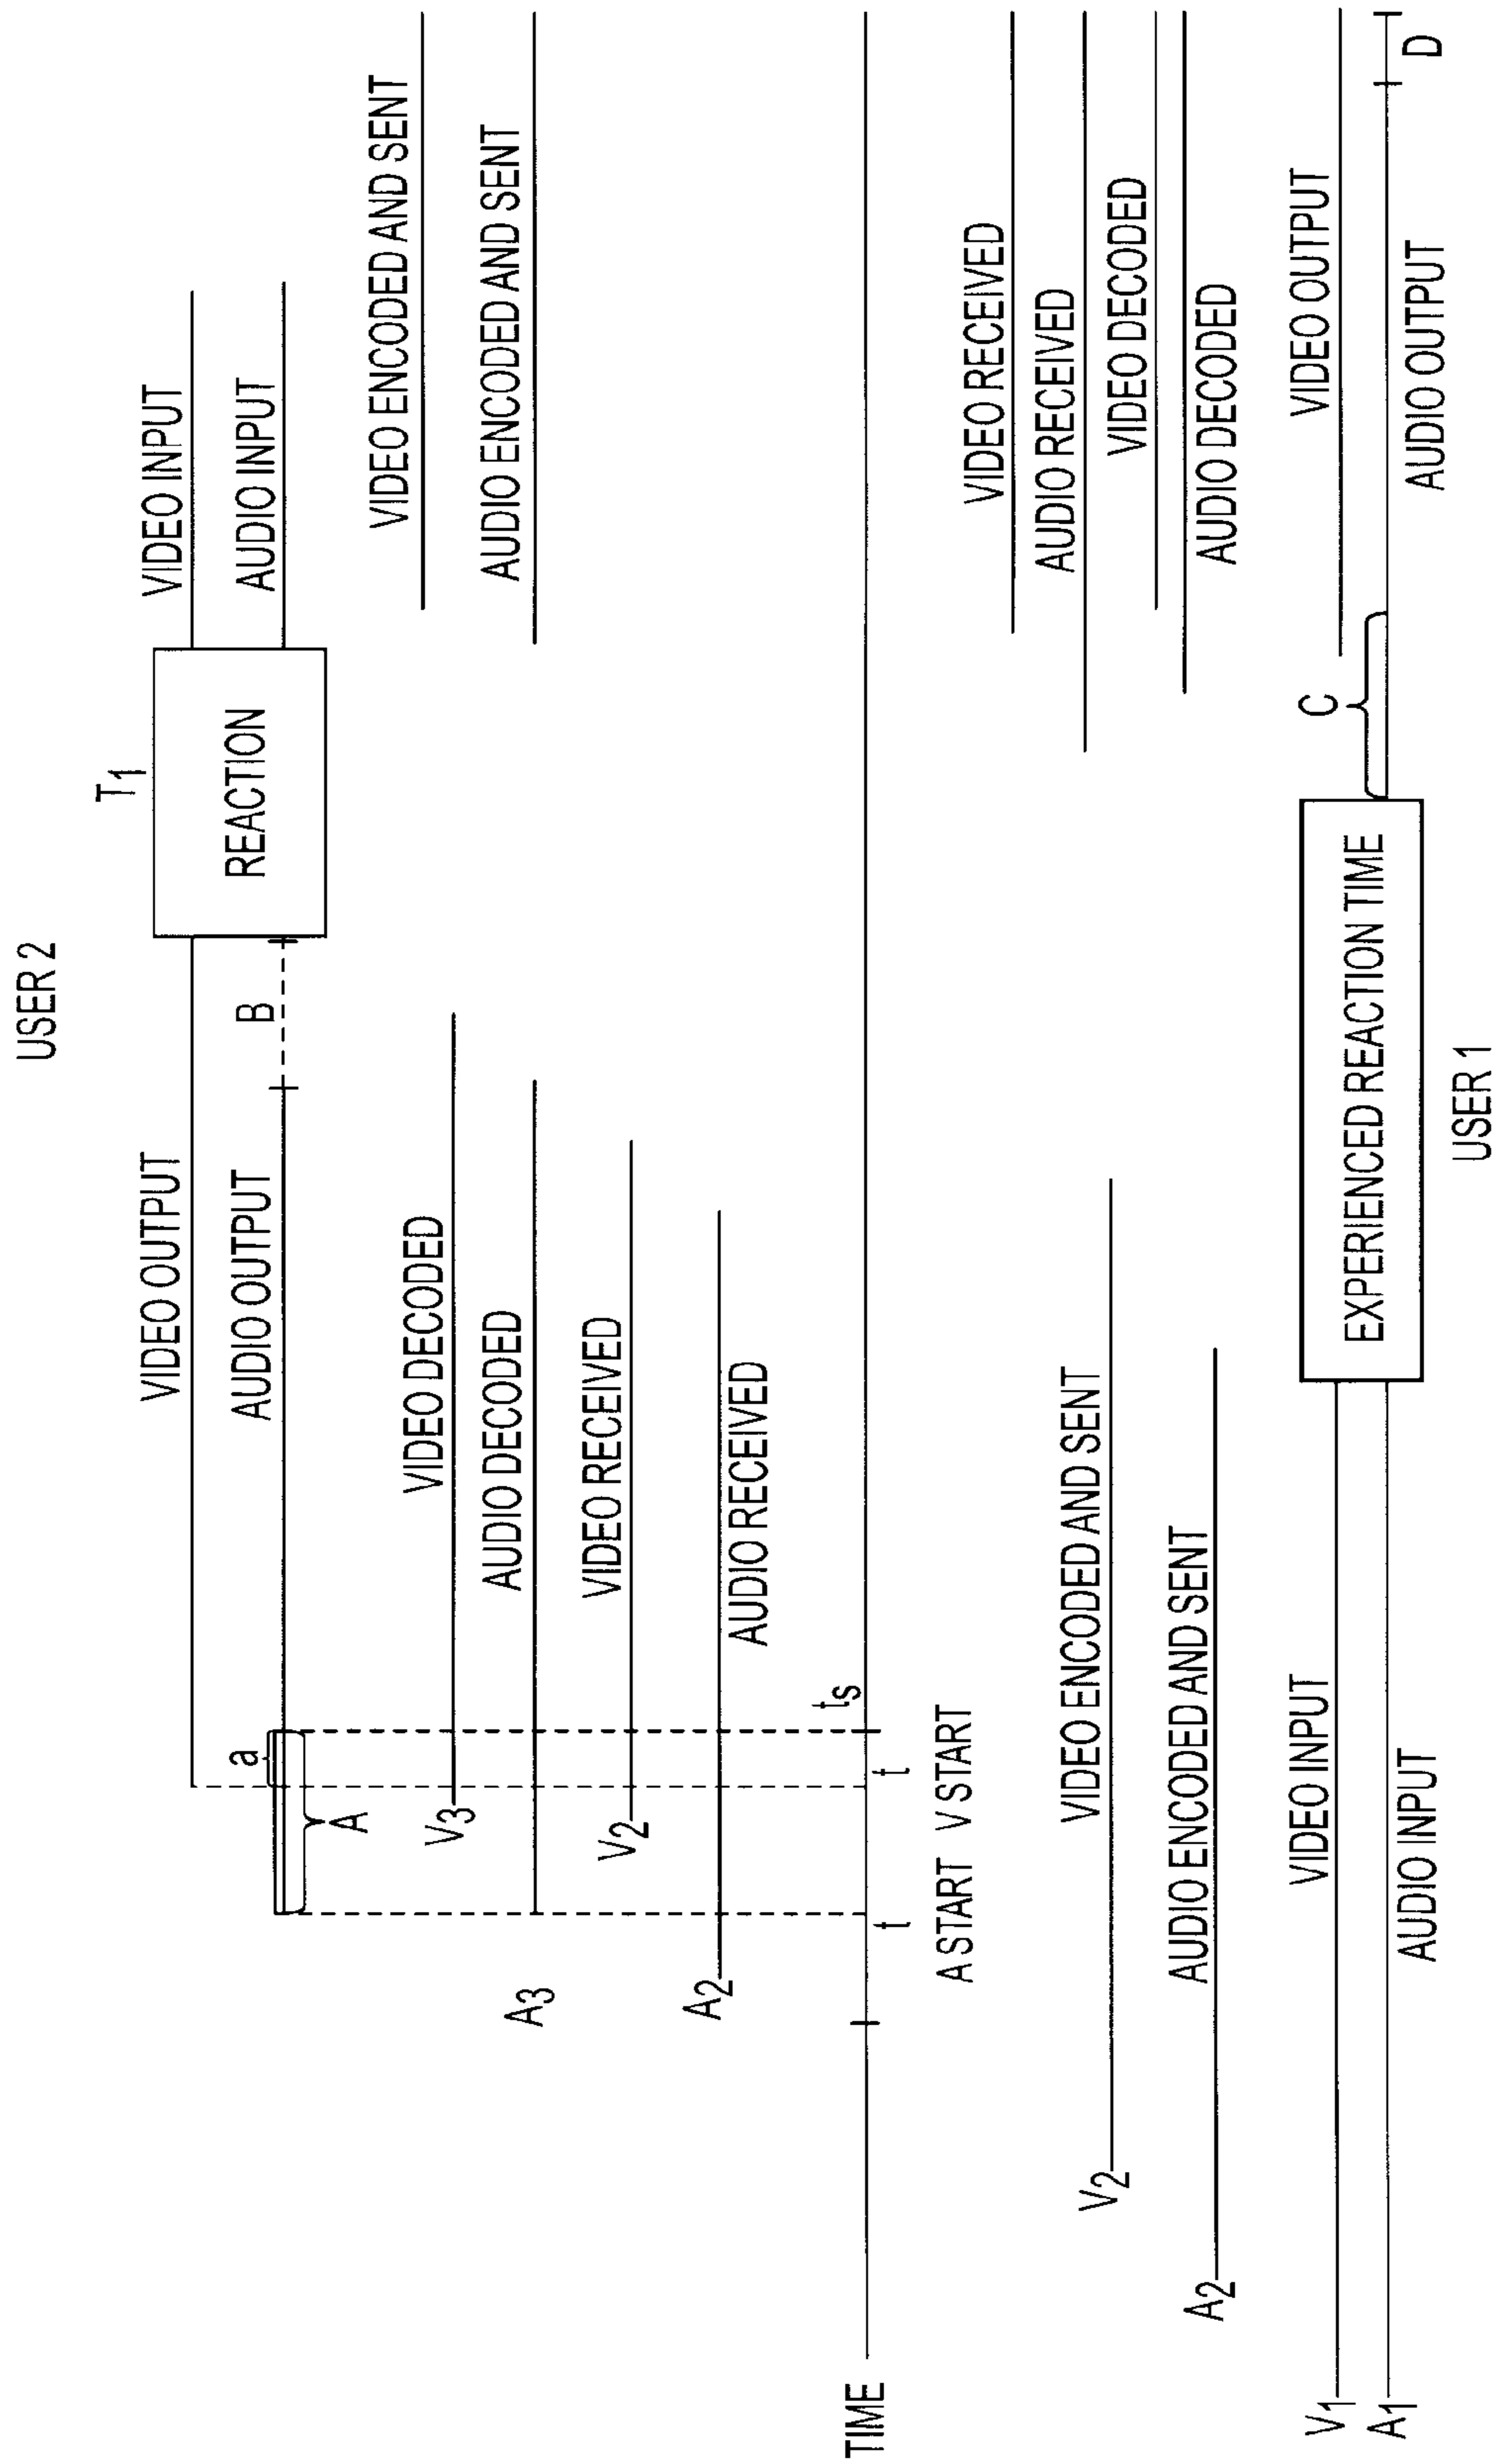 USER 2
T1
VIDEO OUTPUT
REACTION
VIDEO INPUT
a
AUDIO OUTPUT
B
AUDIO INPUT
A
V3
VIDEO DECODED
VIDEO ENCODED AND SENT
A3
AUDIO DECODED
AUDIO ENCODED AND SENT
V2
VIDEO RECEIVED
A2
AUDIO RECEIVED
TIME
ts
t
t
A START V START
VIDEO RECEIVED
AUDIO RECEIVED
V2
VIDEO ENCODED AND SENT
VIDEO DECODED
A2
AUDIO ENCODED AND SENT
AUDIO DECODED
V1
VIDEO INPUT
C
VIDEO OUTPUT
EXPERIENCED REACTION TIME
A1
AUDIO INPUT
AUDIO OUTPUT
D
USER 1